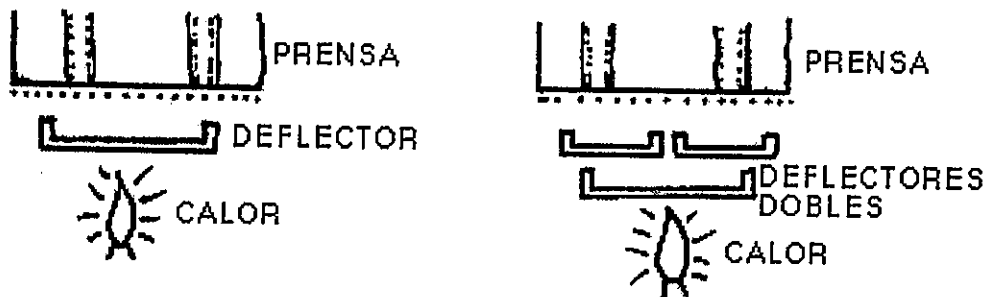 PRENSA
DEFLECTOR
CALOR
PRENSA
DEFLECTORES
DOBLES
CALOR